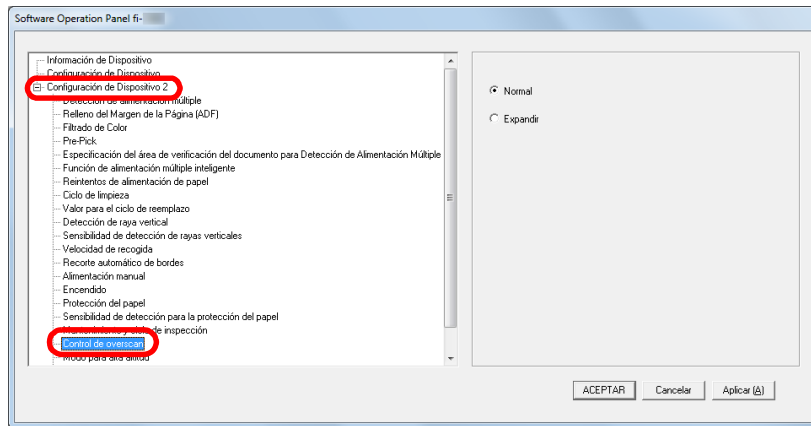 Software Operation Panel fi-
Información de Dispositivo
Configuración de Dispositivo
Configuración de Dispositivo 2
Detección de alimentación múltiple
Relleno del Margen de la Página (ADF)
Filtrado de Color
Pre-Pick
Especificación del área de verificación del documento para Detección de Alimentación Múltiple
Función de alimentación múltiple inteligente
Reintentos de alimentación de papel
Ciclo de limpieza
Valor para el ciclo de reemplazo
Detección de raya vertical
Sensibilidad de detección de rayas verticales
Velocidad de recogida
Recorte automático de bordes
Alimentación manual
Encendido
Protección del papel
Sensibilidad de detección para la protección del papel
Mantenimiento y ciclo de inspección
Control de overscan
Modo para alta altitud
Normal
Expandir
ACEPTAR
Cancelar
Aplicar (A)